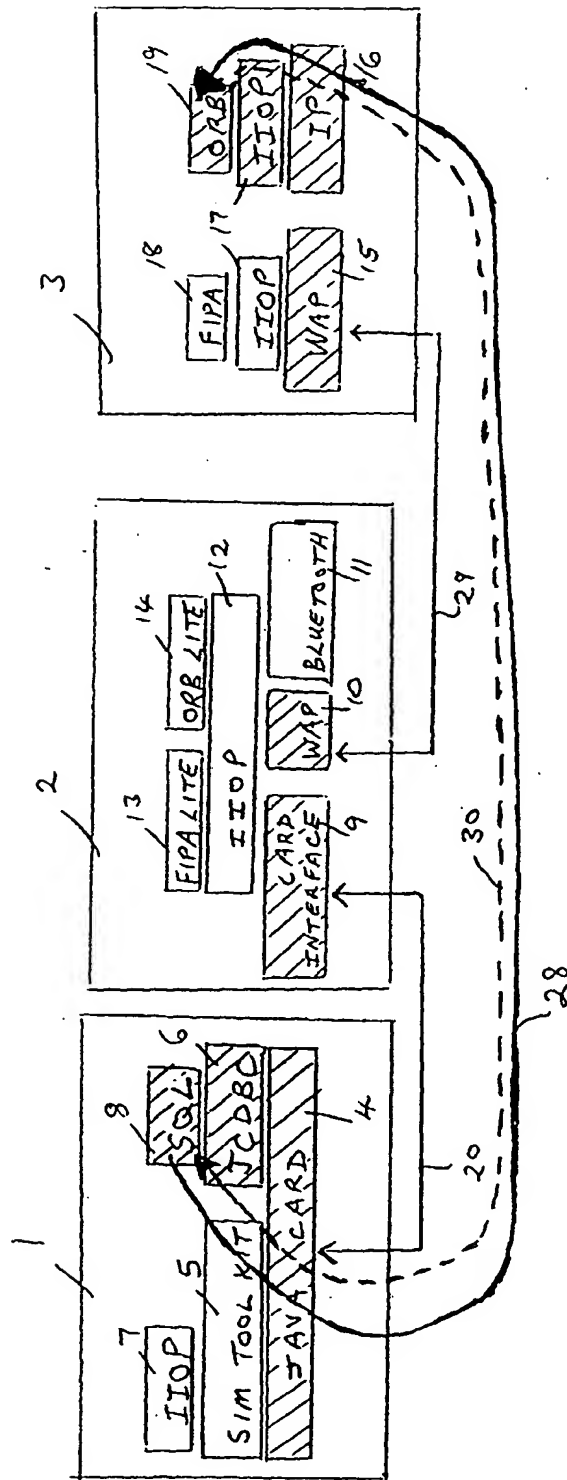 1
7
IIOP
8
SQL
5
SIM TOOLKIT
6
JCDBC
4
JAVA CARD
2
13
FIPA LITE
14
ORB LITE
12
IIOP
CARD
INTERFACE
9
WAP
10
BLUETOOTH
11
3
18
FIPA
19
ORB
17
IIOP
IIOP
WAP
15
IP
16
20
29
30
28